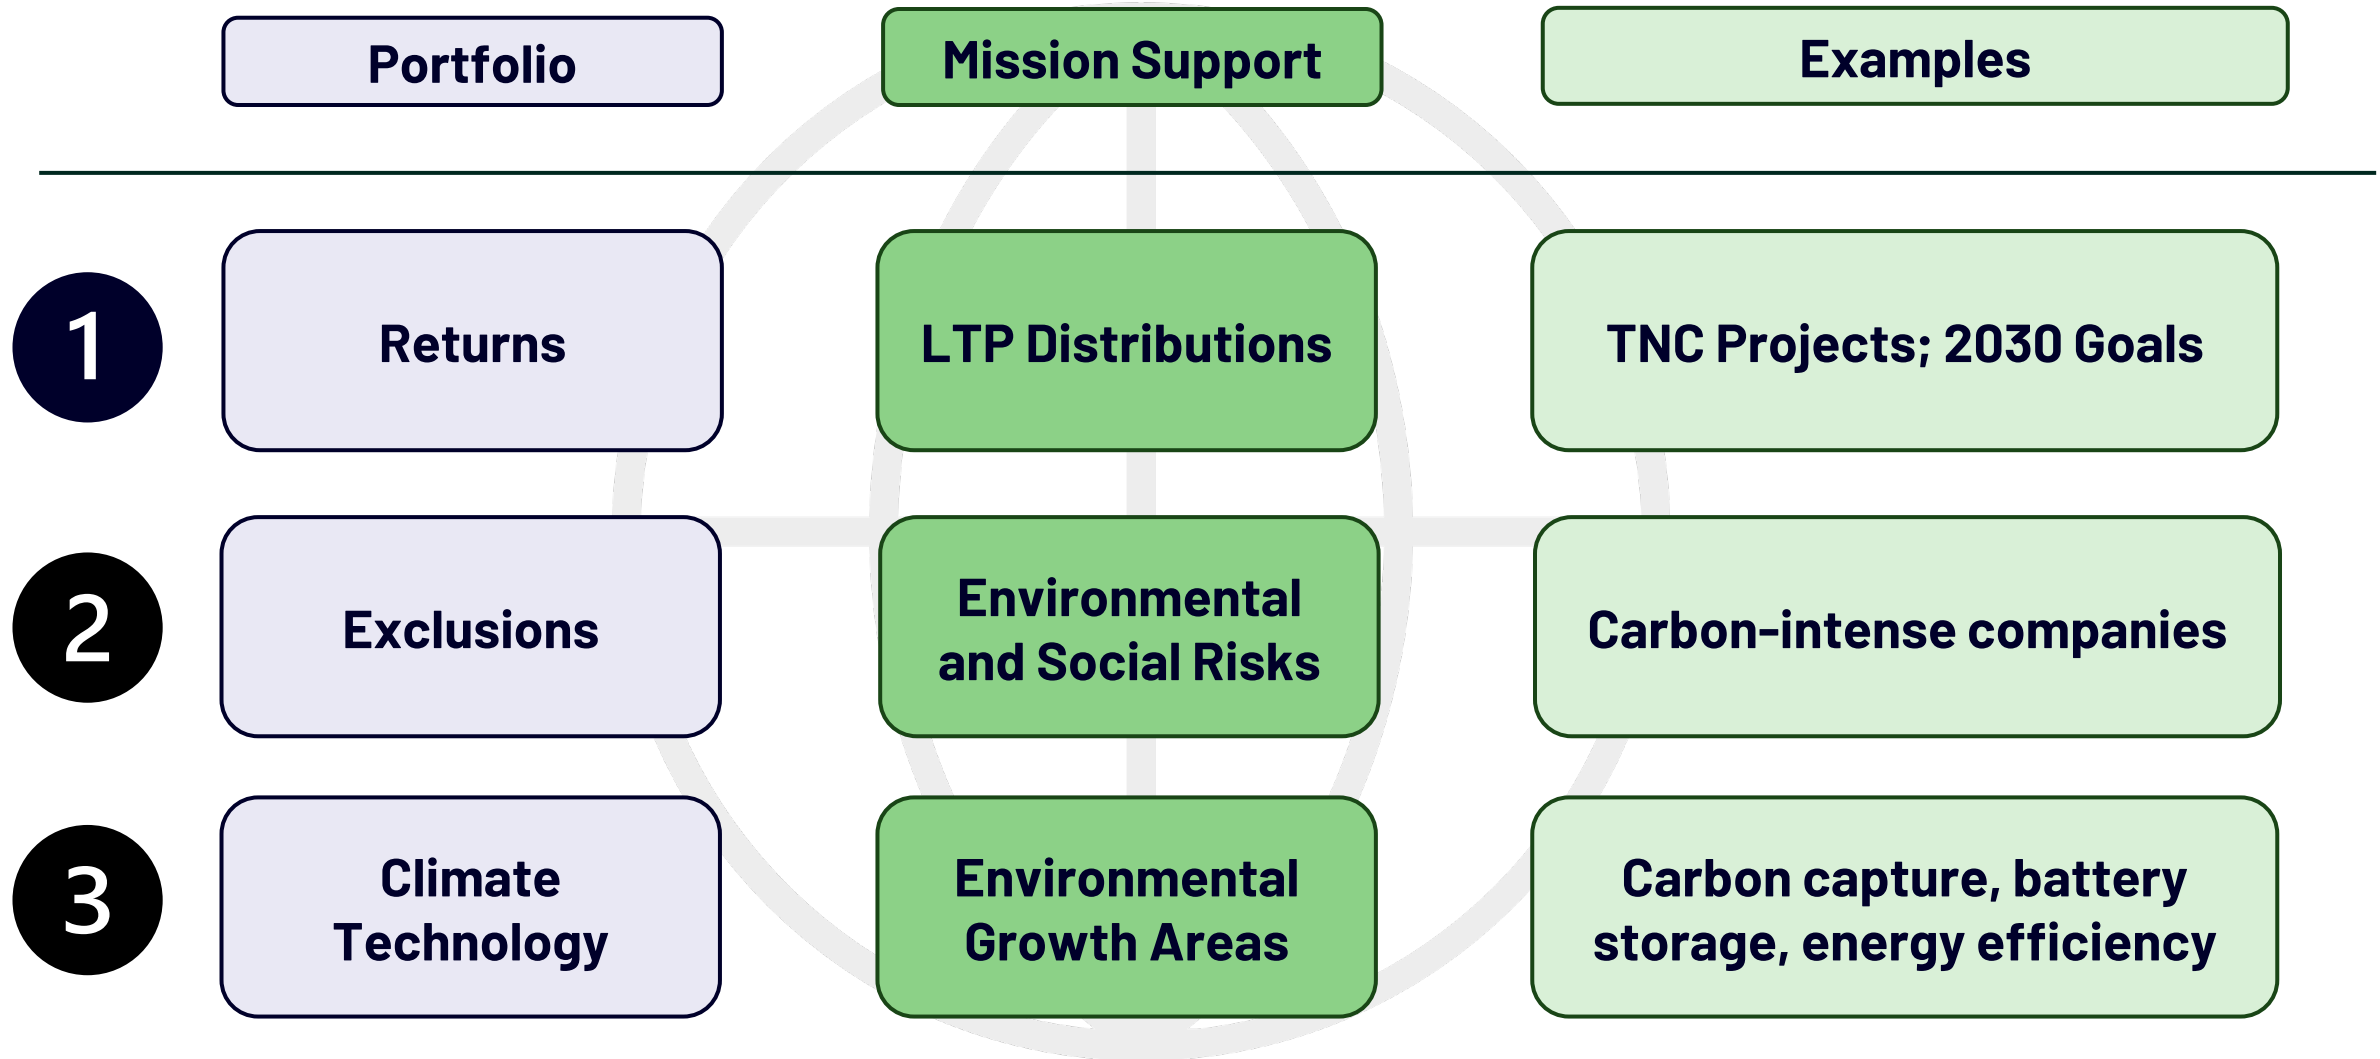 Portfolio
Mission Support
Examples
1
Returns
LTP Distributions
TNC Projects; 2030 Goals
2
Exclusions
Environmental
and Social Risks
Carbon-intense companies
3
Climate
Technology
Environmental
Growth Areas
Carbon capture, battery
storage, energy efficiency